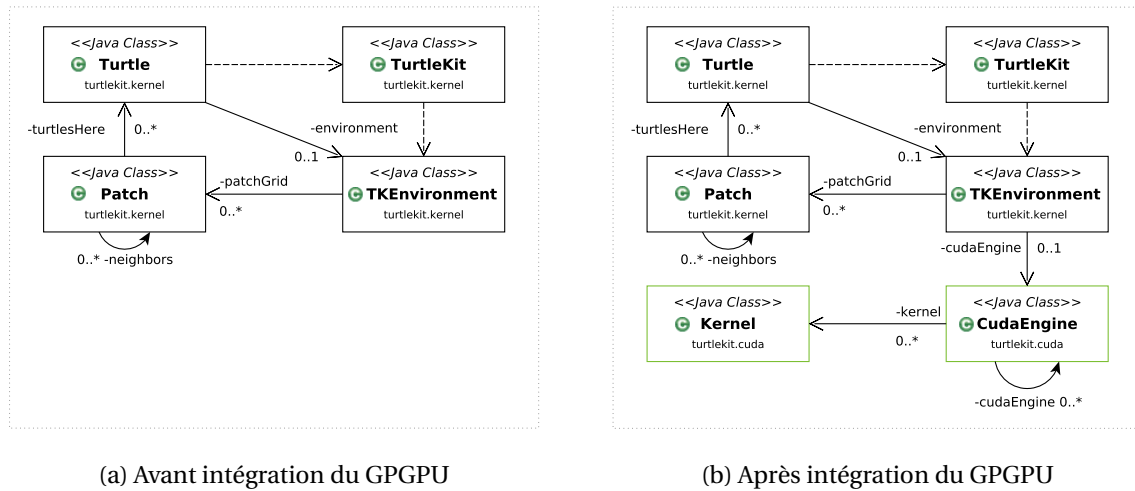 <<Java Class>>
C Turtle
turtlekit.kernel
<<Java Class>>
C TurtleKit
turtlekit.kernel
-turtlesHere
0..*
-environment
0..1
<<Java Class>>
C Patch
turtlekit.kernel
-patchGrid
0..*
<<Java Class>>
C TKEnvironment
turtlekit.kernel
0..* -neighbors
(a) Avant intégration du GPGPU
<<Java Class>>
C Turtle
turtlekit.kernel
<<Java Class>>
C TurtleKit
turtlekit.kernel
-turtlesHere
0..*
-environment
0..1
<<Java Class>>
C Patch
turtlekit.kernel
-patchGrid
0..*
<<Java Class>>
C TKEnvironment
turtlekit.kernel
0..* -neighbors
-cudaEngine
0..1
<<Java Class>>
C Kernel
turtlekit.cuda
-kernel
0..*
<<Java Class>>
C CudaEngine
turtlekit.cuda
-cudaEngine 0..*
(b) Après intégration du GPGPU